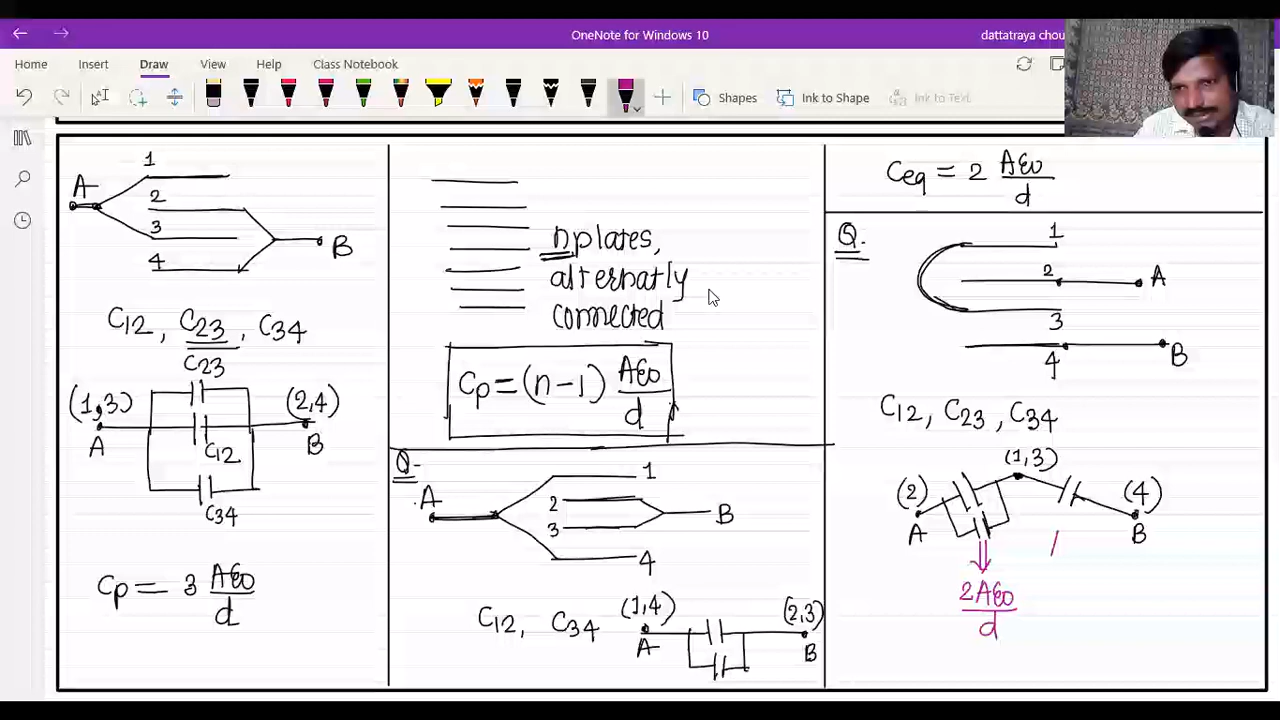 OneNote for Windows 10
dattatraya chou
Home Insert Draw View Help Class Notebook
Shapes Ink to Shape Ink to Text
A 1 2 3 4 B
C12, C23, C34
C23
(1,3) (2,4)
A C12 B
C34
Cp = 3 Aε0/d
n plates,
alternatly
connected
Cp = (n-1) Aε0/d
Q.
A 1 2 3 4 B
C12, C34 (1,4) (2,3)
A B
Ceq = 2 Aε0/d
Q.
1
2 A
3
4 B
C12, C23, C34
(1,3)
(2) (4)
A B
2Aε0/d